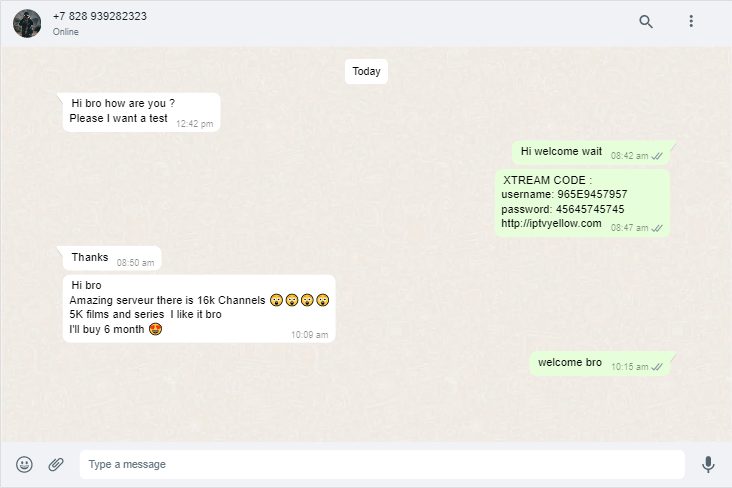 +7 828 939282323
Online
Today
Hi bro how are you ?
Please I want a test
12:42 pm
Hi welcome wait
08:42 am
XTREAM CODE :
username: 965E9457957
password: 45645745745
http://iptvyellow.com
08:47 am
Thanks
08:50 am
Hi bro
Amazing serveur there is 16k Channels 😲😲😲😲
5K films and series I like it bro
I'll buy 6 month 😍
10:09 am
welcome bro
10:15 am
Type a message